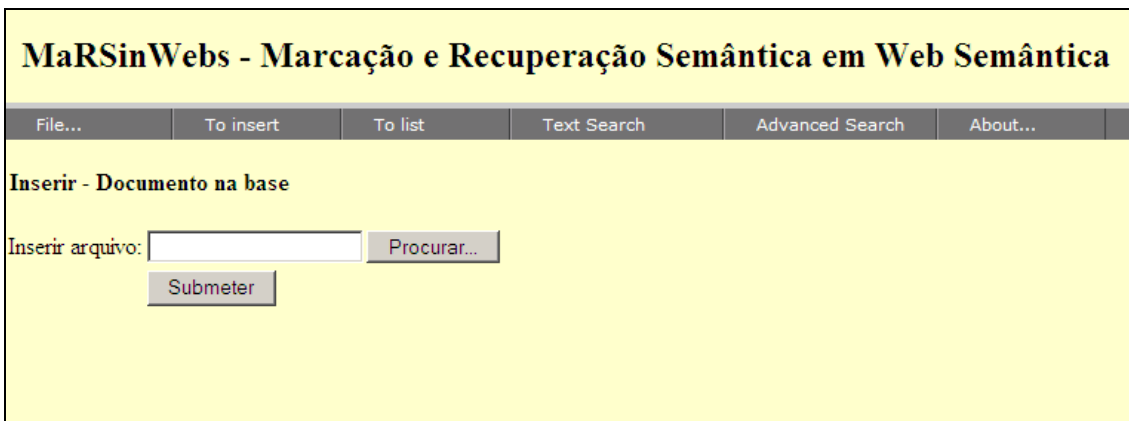 MaRSinWebs - Marcação e Recuperação Semântica em Web Semântica
File... To insert To list Text Search Advanced Search About...
Inserir - Documento na base
Inserir arquivo: Procurar...
Submeter